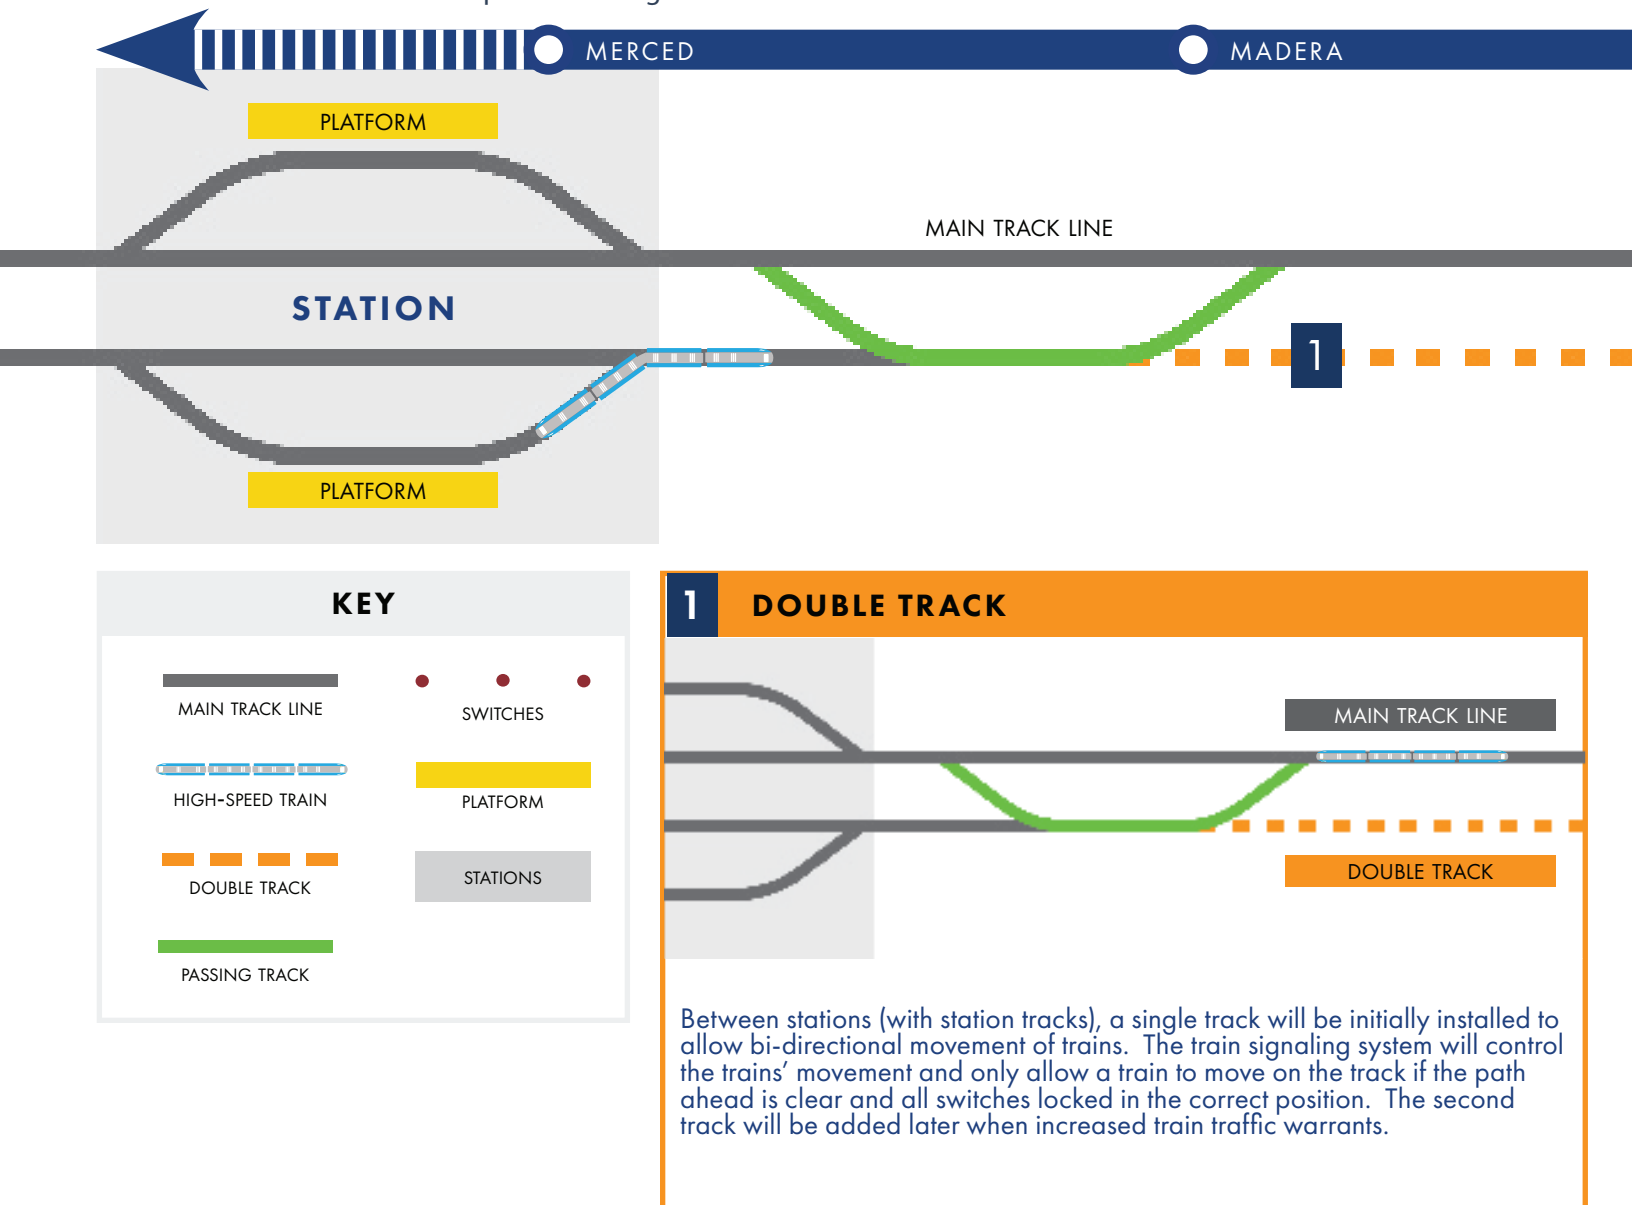 MERCED
MADERA
PLATFORM
MAIN TRACK LINE
STATION
1
PLATFORM
KEY
MAIN TRACK LINE
SWITCHES
HIGH-SPEED TRAIN
PLATFORM
DOUBLE TRACK
STATIONS
PASSING TRACK
1 DOUBLE TRACK
MAIN TRACK LINE
DOUBLE TRACK
Between stations (with station tracks), a single track will be initially installed to
allow bi-directional movement of trains. The train signaling system will control
the trains’ movement and only allow a train to move on the track if the path
ahead is clear and all switches locked in the correct position. The second
track will be added later when increased train traffic warrants.